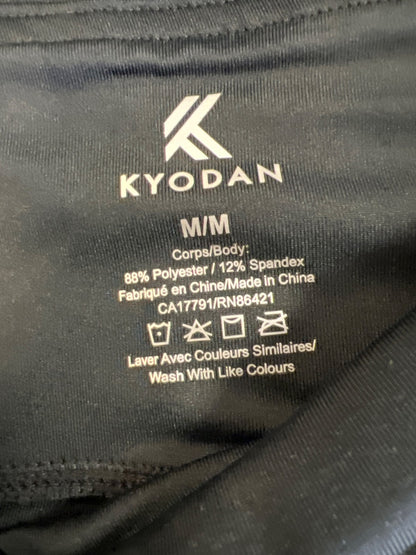 KYODAN
M/M
Corps/Body:
88% Polyester / 12% Spandex
Fabriqué en Chine/Made in China
CA17791/RN86421
Laver Avec Couleurs Similaires/
Wash With Like Colours